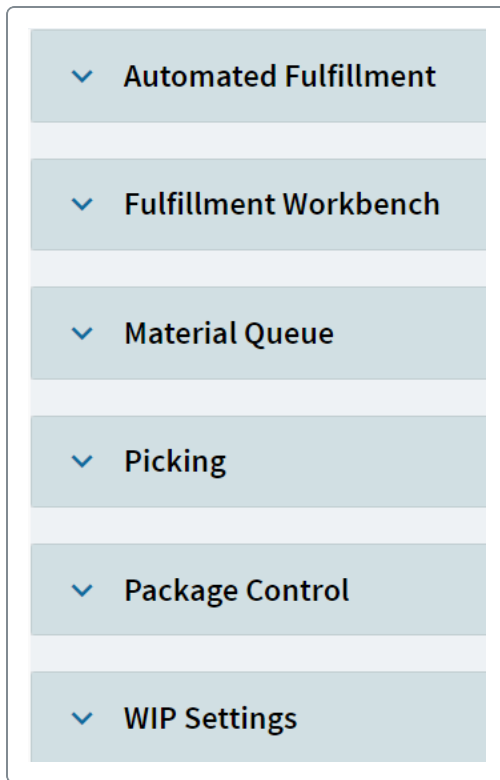 Automated Fulfillment
Fulfillment Workbench
Material Queue
Picking
Package Control
WIP Settings